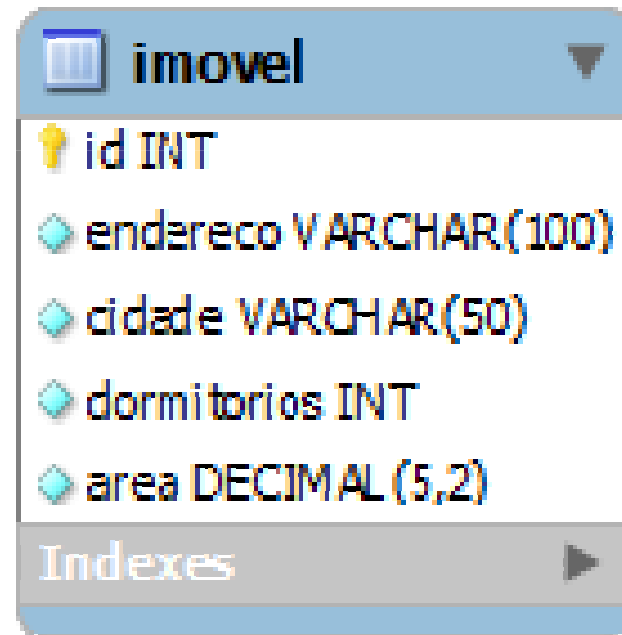 imovel
id INT
endereco VARCHAR(100)
cidade VARCHAR(50)
dormitorios INT
area DECIMAL(5,2)
Indexes